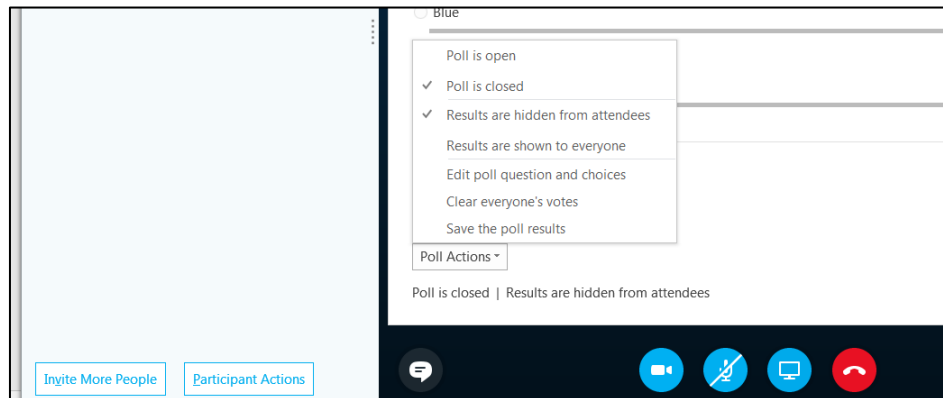 Blue
Poll is open
Poll is closed
Results are hidden from attendees
Results are shown to everyone
Edit poll question and choices
Clear everyone's votes
Save the poll results
Poll Actions
Poll is closed | Results are hidden from attendees
Invite More People
Participant Actions